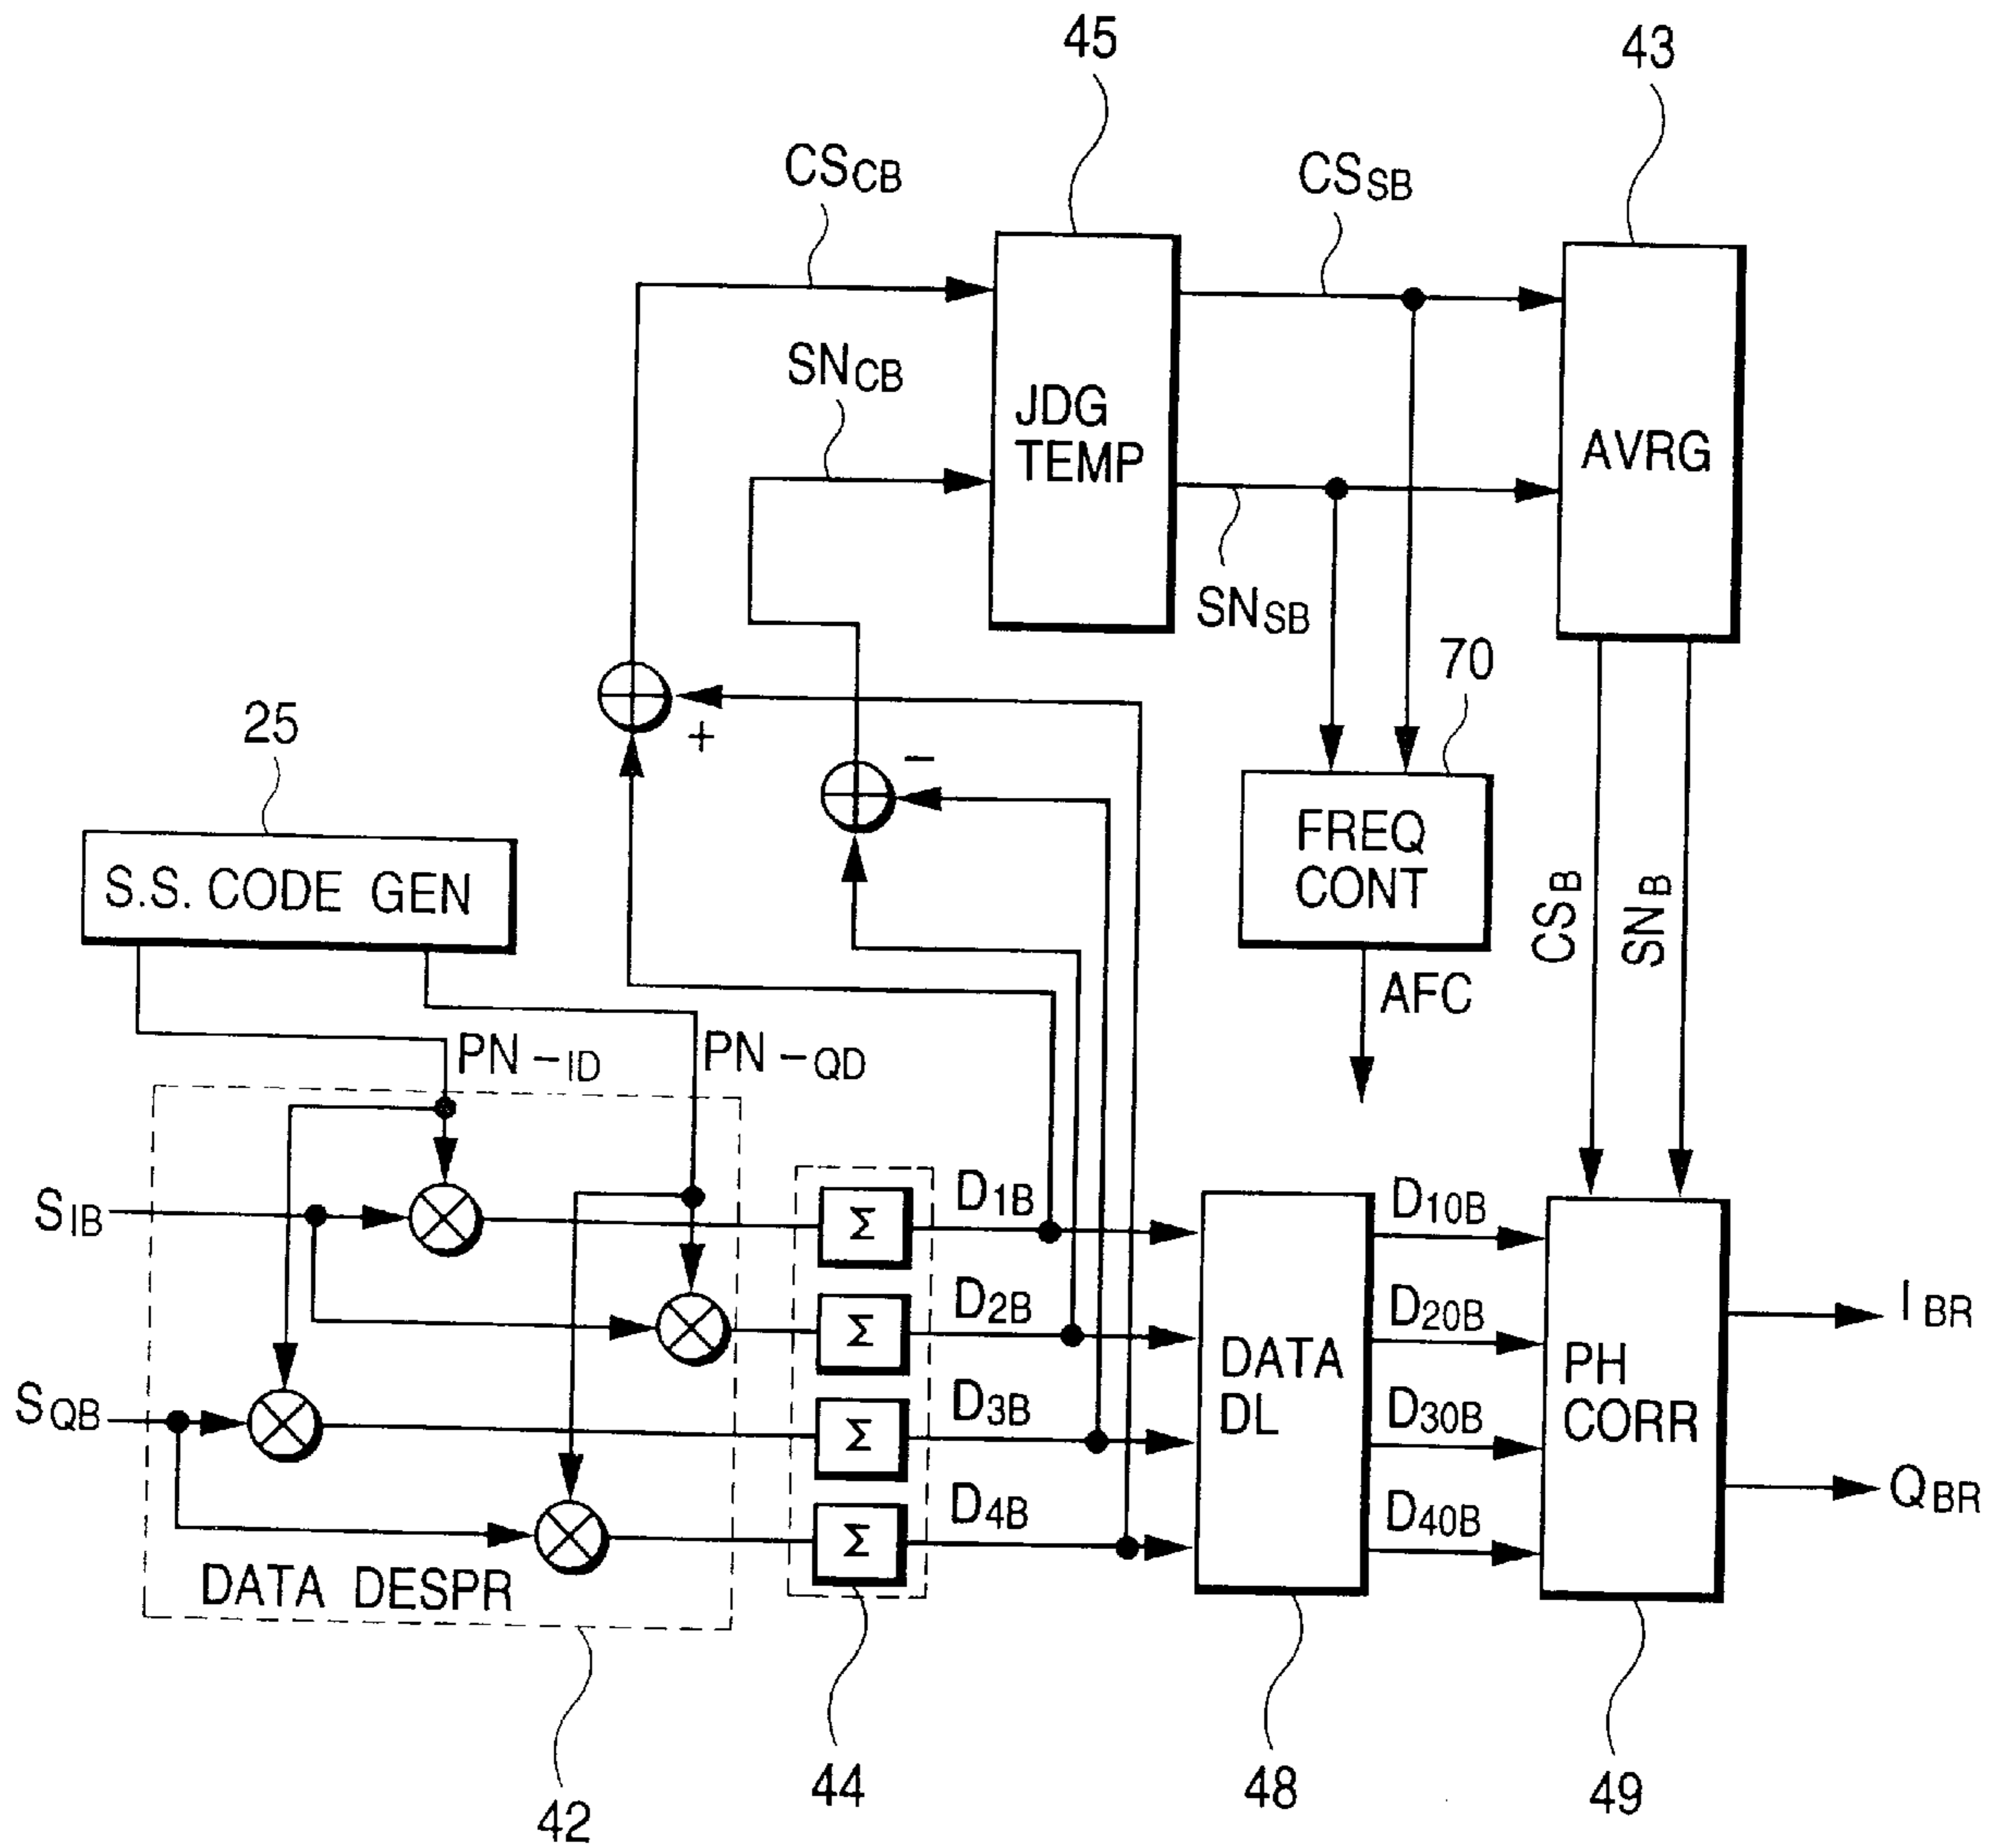 45
43
CSCB
CSSB
SNCB
JDG
TEMP
AVRG
SNSB
70
+
−
25
S.S. CODE GEN
FREQ
CONT
CSB
SNB
AFC
PN-ID
PN-QD
SIB
D1B
D10B
D2B
D20B
IBR
Σ
Σ
Σ
Σ
DATA
DL
PH
CORR
SQB
D3B
D30B
QBR
D4B
D40B
DATA DESPR
44
48
49
42